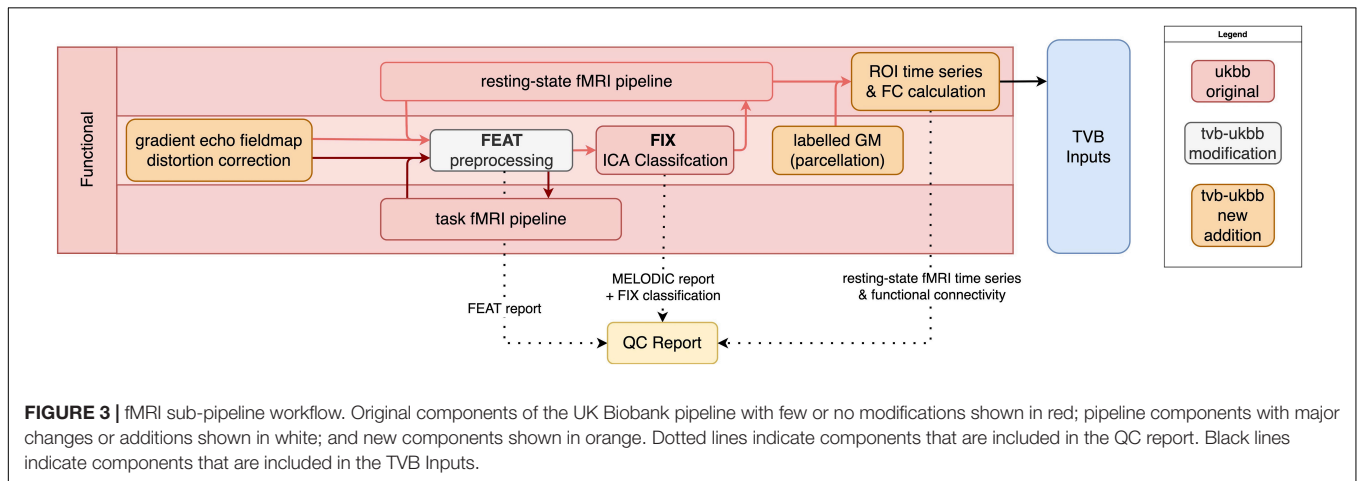 Functional
resting-state fMRI pipeline
ROI time series
& FC calculation
gradient echo fieldmap
distortion correction
FEAT
preprocessing
FIX
ICA Classifcation
labelled GM
(parcellation)
task fMRI pipeline
TVB
Inputs
Legend
ukbb
original
tvb-ukbb
modification
tvb-ukbb
new
addition
FEAT report
MELODIC report
+ FIX classification
resting-state fMRI time series
& functional connectivity
QC Report
FIGURE 3 | fMRI sub-pipeline workflow. Original components of the UK Biobank pipeline with few or no modifications shown in red; pipeline components with major
changes or additions shown in white; and new components shown in orange. Dotted lines indicate components that are included in the QC report. Black lines
indicate components that are included in the TVB Inputs.